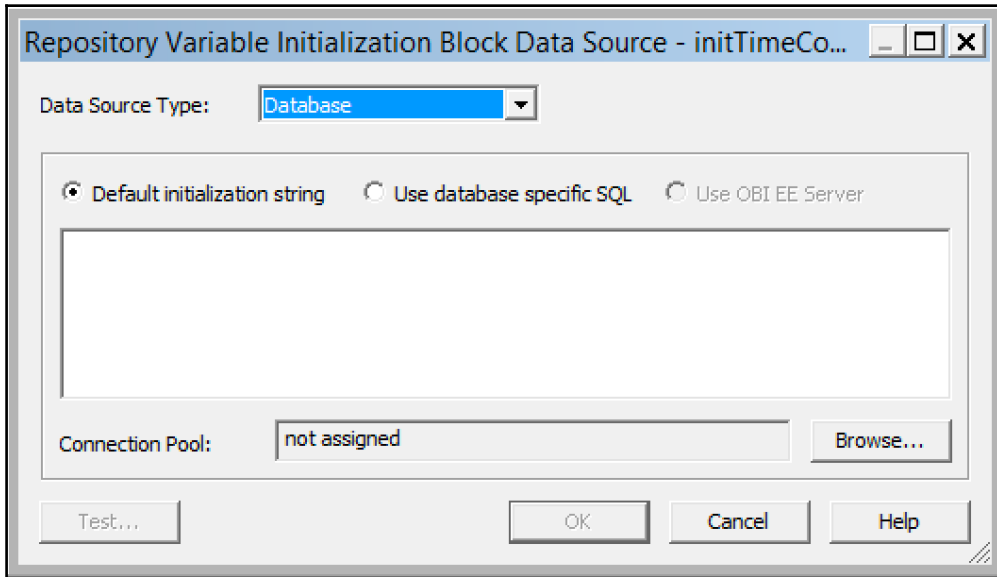 Repository Variable Initialization Block Data Source - initTimeCo...
Data Source Type: Database
Default initialization string Use database specific SQL Use OBI EE Server
Connection Pool: not assigned Browse...
Test... OK Cancel Help